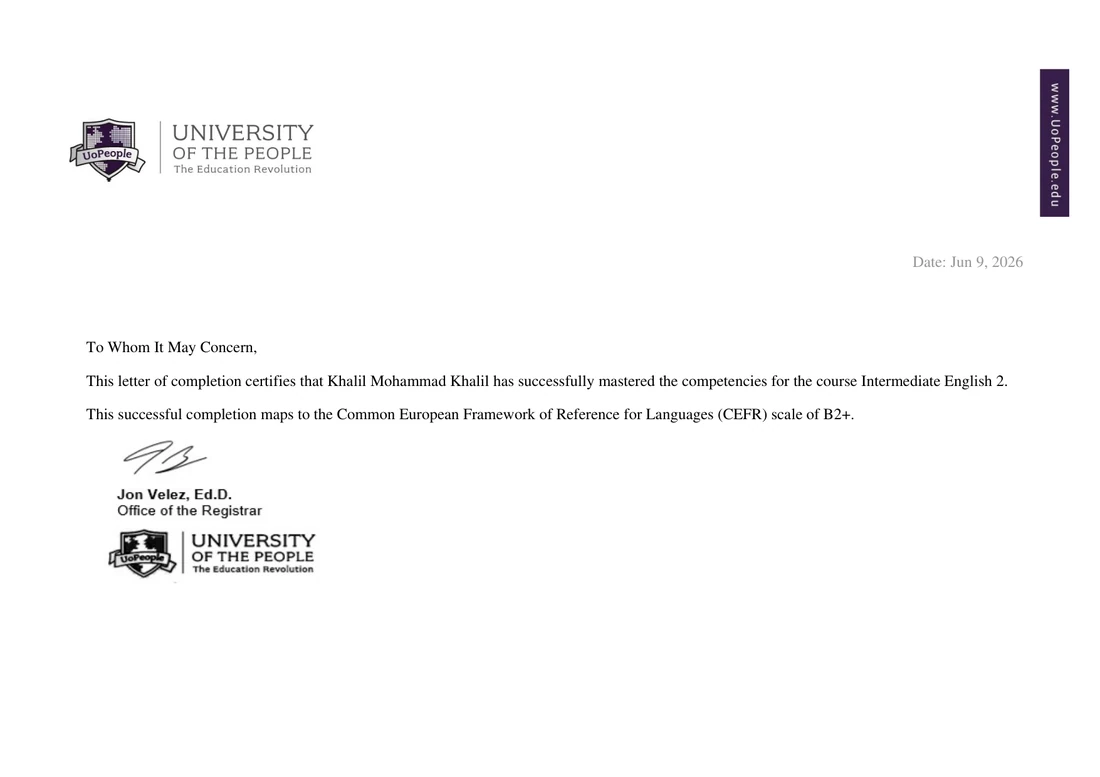 UoPeople
UNIVERSITY
OF THE PEOPLE
The Education Revolution
www.UoPeople.edu
Date: Jun 9, 2026
To Whom It May Concern,
This letter of completion certifies that Khalil Mohammad Khalil has successfully mastered the competencies for the course Intermediate English 2.
This successful completion maps to the Common European Framework of Reference for Languages (CEFR) scale of B2+.
Jon Velez, Ed.D.
Office of the Registrar
UoPeople
UNIVERSITY
OF THE PEOPLE
The Education Revolution